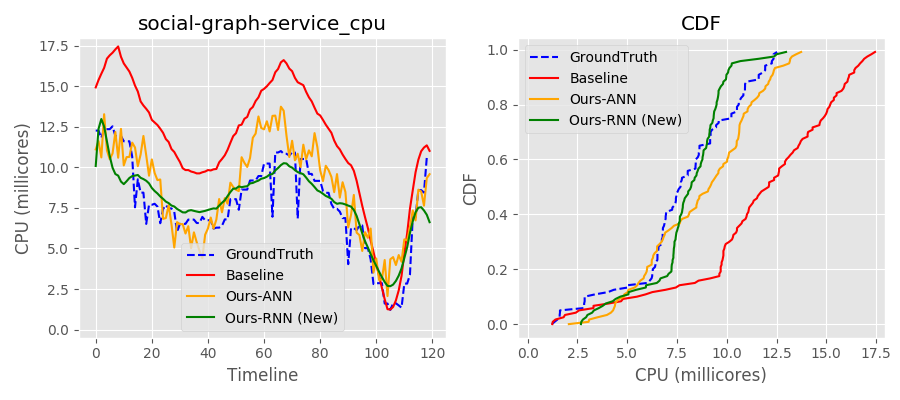 social-graph-service_cpu
CPU (millicores)
17.5
15.0
12.5
10.0
7.5
5.0
2.5
0.0
GroundTruth
Baseline
Ours-ANN
Ours-RNN (New)
0 20 40 60 80 100 120
Timeline
CDF
CDF
1.0
0.8
0.6
0.4
0.2
0.0
GroundTruth
Baseline
Ours-ANN
Ours-RNN (New)
0.0 2.5 5.0 7.5 10.0 12.5 15.0 17.5
CPU (millicores)